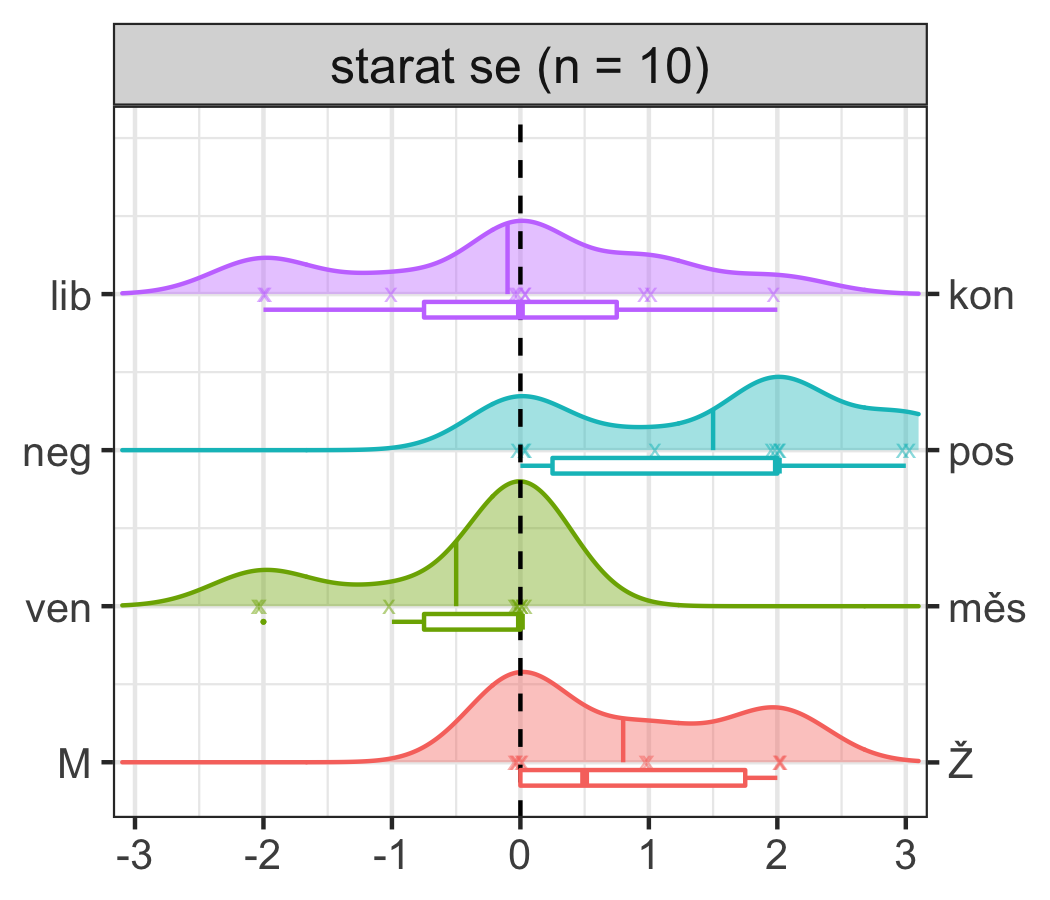 starat se (n = 10)
lib kon
neg pos
ven měs
M Ž
-3 -2 -1 0 1 2 3